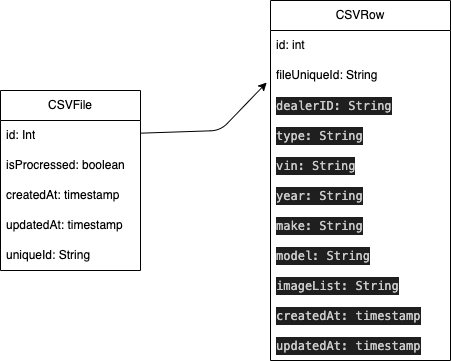 CSVFile
id: Int
isProcressed: boolean
createdAt: timestamp
updatedAt: timestamp
uniqueId: String
CSVRow
id: int
fileUniqueId: String
dealerID: String
type: String
vin: String
year: String
make: String
model: String
imageList: String
createdAt: timestamp
updatedAt: timestamp